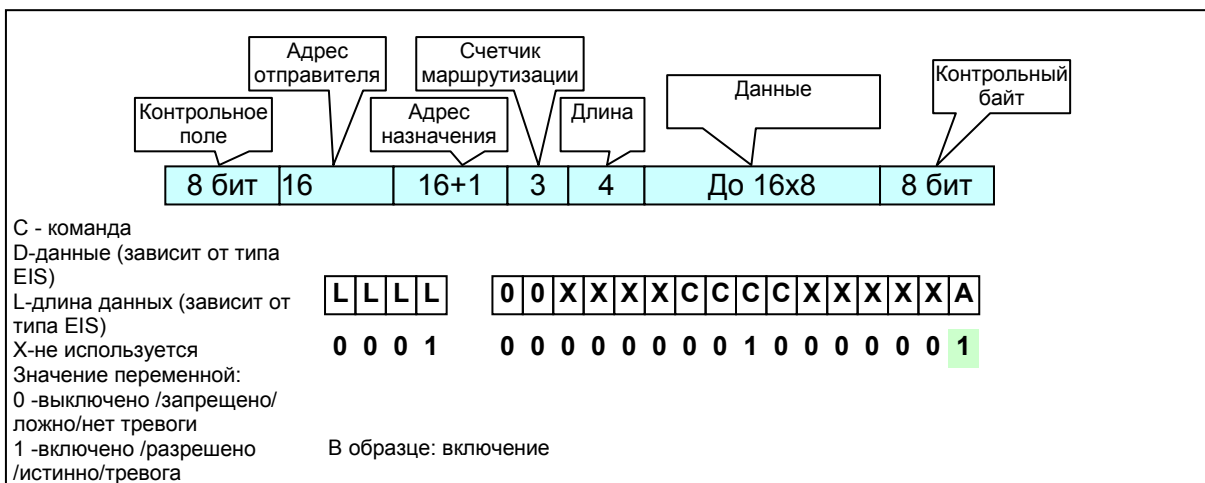 Адрес
отправителя
Счетчик
маршрутизации
Контрольное
поле
Адрес
назначения
Длина
Данные
Контрольный
байт
8 бит 16 16+1 3 4 До 16x8 8 бит
С - команда
D-данные (зависит от типа
EIS)
L-длина данных (зависит от
типа EIS)
X-не используется
Значение переменной:
0 -выключено /запрещено/
ложно/нет тревоги
1 -включено /разрешено
/истинно/тревога
L L L L 0 0 X X X X C C C C X X X X X A
0 0 0 1 0 0 0 0 0 0 0 0 1 0 0 0 0 0 0 1
В образце: включение